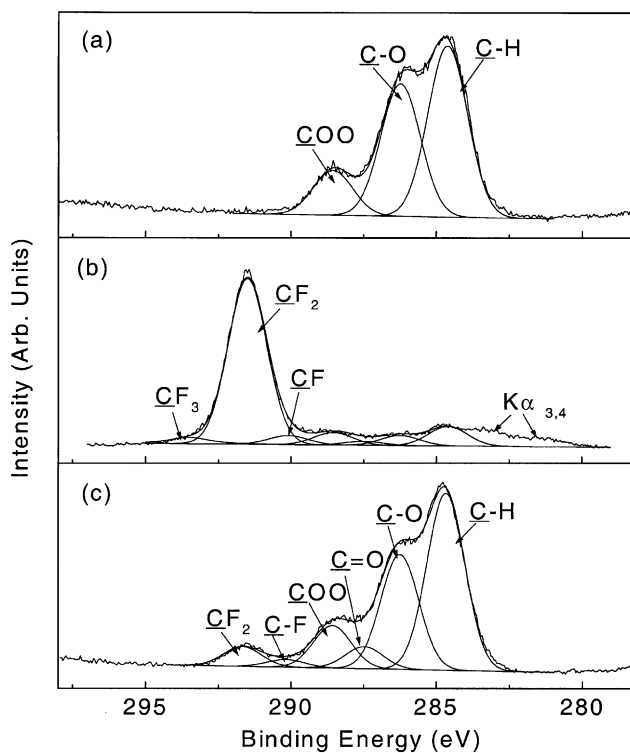 (a)
C-O
C-H
COO
(b)
CF2
CF3
CF
Kα 3,4
(c)
C-O
C-H
C=O
COO
CF2
C-F
295
290
285
280
Binding Energy (eV)
Intensity (Arb. Units)